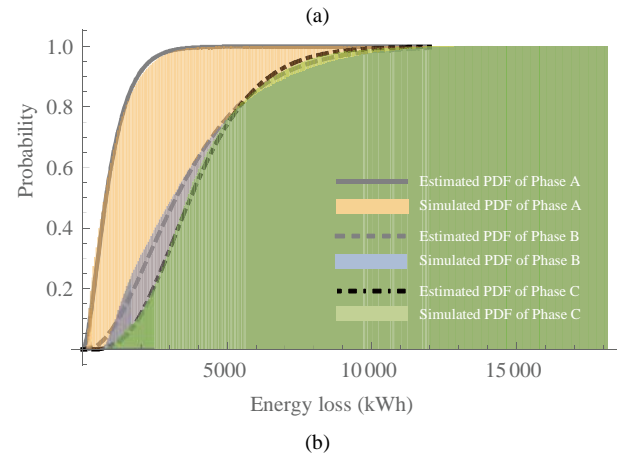 (a)
1.0
0.8
0.6
0.4
0.2
Probability
Estimated PDF of Phase A
Simulated PDF of Phase A
Estimated PDF of Phase B
Simulated PDF of Phase B
Estimated PDF of Phase C
Simulated PDF of Phase C
5000 10 000 15 000
Energy loss (kWh)
(b)